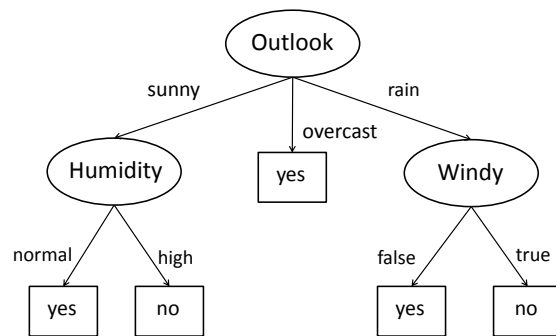 Outlook
sunny
rain
overcast
Humidity
yes
Windy
normal
high
false
true
yes
no
yes
no